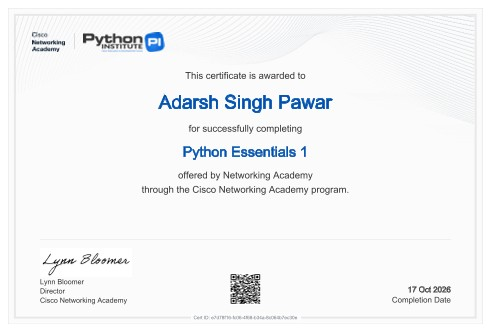 Cisco
Networking
Academy
Python
INSTITUTE
PI
This certificate is awarded to
Adarsh Singh Pawar
for successfully completing
Python Essentials 1
offered by Networking Academy
through the Cisco Networking Academy program.
Lynn Bloomer
Lynn Bloomer
Director
Cisco Networking Academy
17 Oct 2026
Completion Date